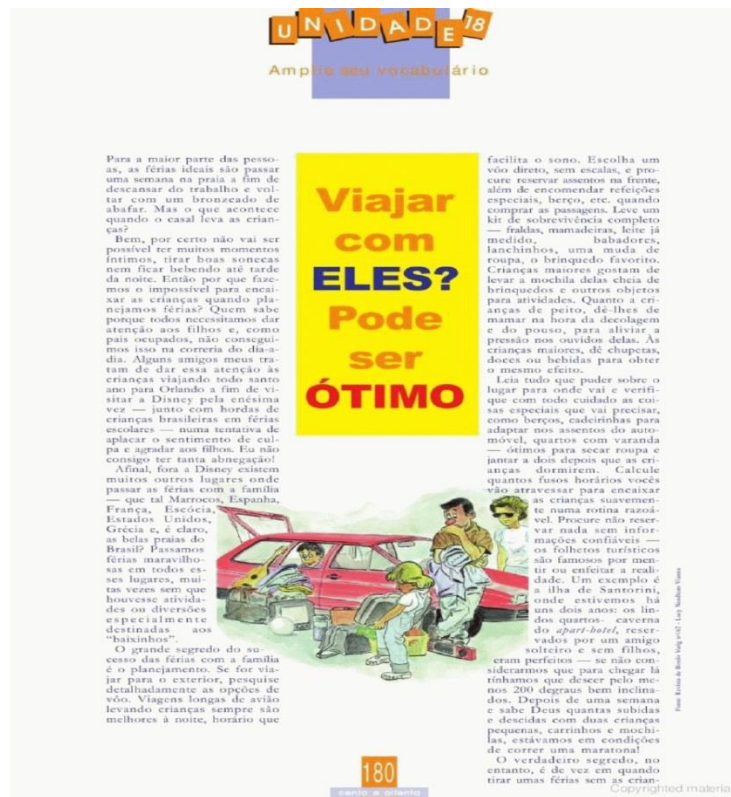 UNIDADE 18
Amplie seu vocabulário
Para a maior parte das pesso-
as, as férias ideais são passar
uma semana na praia a fim de
descansar do trabalho e vol-
tar com um bronzeado de
abafar. Mas o que acontece
quando o casal leva as crian-
ças?
Bem, por certo não vai ser
possível ter muitos momentos
íntimos, tirar boas sonecas
nem ficar bebendo até tarde
da noite. Então por que faze-
mos o impossível para encai-
xar as crianças quando pla-
nejamos férias? Quem sabe
porque todos necessitamos dar
atenção aos filhos e, como
pais ocupados, não consegui-
mos isso na correria do dia-a-
dia. Alguns amigos meus tra-
tam de dar essa atenção às
crianças viajando todo santo
ano para Orlando a fim de vi-
sitar a Disney pela enésima
vez — junto com hordas de
crianças brasileiras em férias
escolares — numa tentativa de
aplacar o sentimento de cul-
pa e agradar aos filhos. Eu não
consigo ter tanta abnegação!
Afinal, fora a Disney existem
muitos outros lugares onde
passar as férias com a família
— que tal Marrocos, Espanha,
França, Escócia,
Estados Unidos,
Grécia e, é claro,
as belas praias do
Brasil? Passamos
férias maravilho-
sas em todos es-
ses lugares, mui-
tas vezes sem que
houvesse ativida-
des ou diversões
especialmente
destinadas aos
"baixinhos".
O grande segredo do su-
cesso das férias com a família
é o planejamento. Se for via-
jar para o exterior, pesquise
detalhadamente as opções de
vôo. Viagens longas de avião
levando crianças sempre são
melhores à noite, horário que
Viajar
com
ELES?
Pode
ser
ÓTIMO
facilita o sono. Escolha um
vôo direto, sem escalas, e pro-
cure reservar assentos na frente,
além de encomendar refeições
especiais, berço, etc. quando
comprar as passagens. Leve um
kit de sobrevivência completo
— fraldas, mamadeiras, leite já
medido, babadores,
lanchinhos, uma muda de
roupa, o brinquedo favorito.
Crianças maiores gostam de
levar a mochila delas cheia de
brinquedos e outros objetos
para atividades. Quanto a cri-
anças de peito, dê-lhes de
mamar na hora da decolagem
e do pouso, para aliviar a
pressão nos ouvidos delas. Às
crianças maiores, dê chupetas,
doces ou bebidas para obter
o mesmo efeito.
Leia tudo que puder sobre o
lugar para onde vai e verifi-
que com todo cuidado as coi-
sas especiais que vai precisar,
como berços, cadeirinhas para
adaptar nos assentos do auto-
móvel, quartos com varanda
— ótimos para secar roupa e
jantar a dois depois que as cri-
anças dormirem. Calcule
quantos fusos horários vocês
vão atravessar para encaixar
as crianças suavemen-
te numa rotina razoá-
vel. Procure não reser-
var nada sem infor-
mações confiáveis —
os folhetos turísticos
são famosos por men-
tir ou enfeitar a reali-
dade. Um exemplo é
a ilha de Santorini,
onde estivemos há
uns dois anos: os lin-
dos quartos- caverna
do apart-hotel, reser-
vados por um amigo
solteiro e sem filhos,
eram perfeitos — se não con-
siderarmos que para chegar lá
tínhamos que descer pelo me-
nos 200 degraus bem inclina-
dos. Depois de uma semana
e sabe Deus quantas subidas
e descidas com duas crianças
pequenas, carrinhos e mochi-
las, estávamos em condições
de correr uma maratona!
O verdadeiro segredo, no
entanto, é de vez em quando
tirar umas férias sem as crian-
180
cento e oitenta
Copyrighted materia